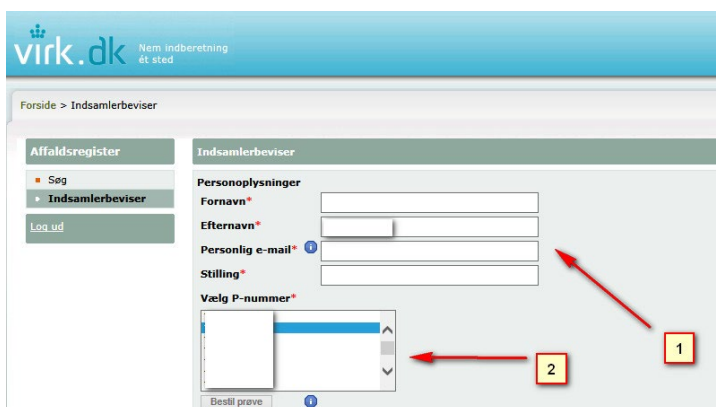 virk.dk
Nem indberetning
ét sted
Forside > Indsamlerbeviser
Affaldsregister
Søg
Indsamlerbeviser
Log ud
Indsamlerbeviser
Personoplysninger
Fornavn*
Efternavn*
Personlig e-mail*
Stilling*
Vælg P-nummer*
Bestil prøve
1
2